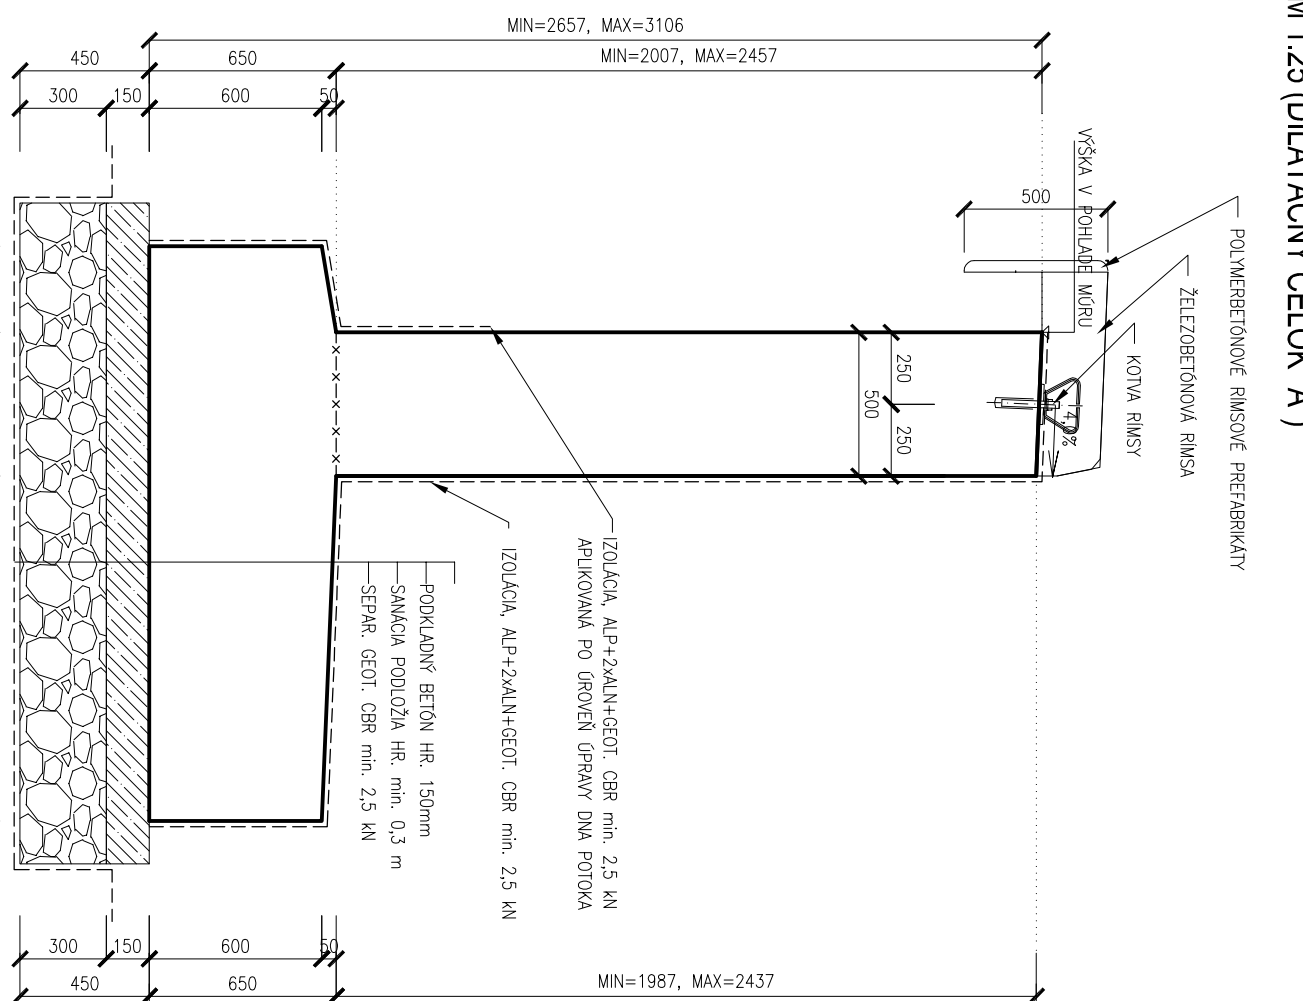 MIN=2657, MAX=3106
450
650
MIN=2007, MAX=2457
300
150
600
50
(DILATAČNÝ CELOK
500
VÝŠKA V POHĽADE MÚRU
POLYMERBETÓNOVÉ RÍMSOVÉ PREFABRIKÁTY
ŽELEZOBETÓNOVÁ RÍMSA
KOTVA RÍMSY
250
500
250
IZOLÁCIA, ALP+2xALN+GEOT. CBR min. 2,5 kN
APLIKOVANÁ PO ÚROVEŇ ÚPRAVY DNA POTOKA
IZOLÁCIA, ALP+2xALN+GEOT. CBR min. 2,5 kN
PODKLADNÝ BETÓN HR. 150mm
SANÁCIA PODLOŽIA HR. min. 0,3 m
SEPAR. GEOT. CBR min. 2,5 kN
300
150
600
50
450
650
MIN=1987, MAX=2437